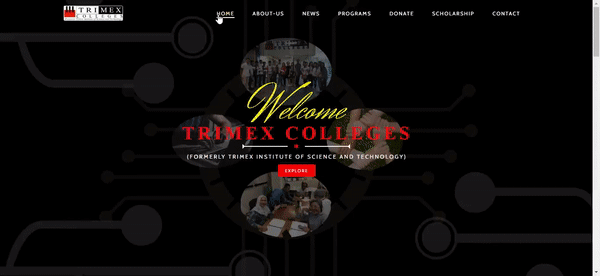 TRIMEX
COLLEGES
HOME
ABOUT-US
NEWS
PROGRAMS
DONATE
SCHOLARSHIP
CONTACT
Welcome
TRIMEX COLLEGES
(FORMERLY TRIMEX INSTITUTE OF SCIENCE AND TECHNOLOGY)
EXPLORE